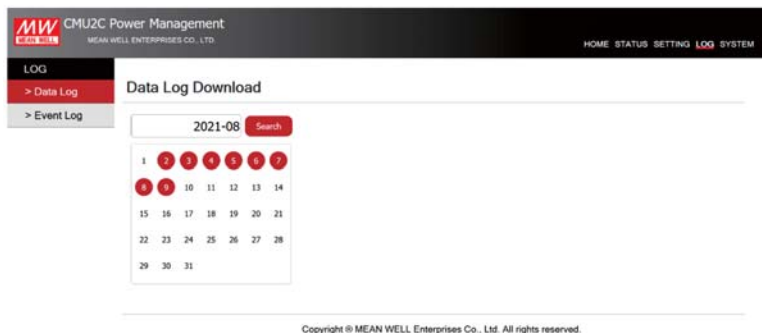 MW
MEAN WELL
CMU2C Power Management
MEAN WELL ENTERPRISES CO., LTD.
HOME STATUS SETTING LOG SYSTEM
LOG
> Data Log
> Event Log
Data Log Download
2021-08 Search
1 2 3 4 5 6 7
8 9 10 11 12 13 14
15 16 17 18 19 20 21
22 23 24 25 26 27 28
29 30 31
Copyright ® MEAN WELL Enterprises Co., Ltd. All rights reserved.